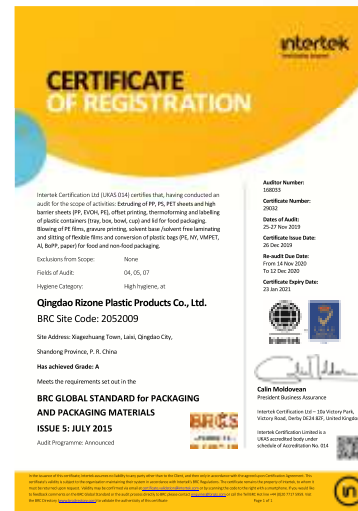 intertek
CERTIFICATE
OF REGISTRATION
Intertek Certification Ltd (UKAS 014) certifies that, having conducted an
audit for the scope of activities: Extruding of PP, PS, PET sheets and high
barrier sheets (PP, EVOH, PE), offset printing, thermoforming and labelling
of plastic containers (tray, box, bowl, cup) and lid for food packaging.
Blowing of PE films, gravure printing, solvent base /solvent free laminating
and slitting of flexible films and conversion of plastic bags (PE, NY, VMPET,
Al, BoPP, paper) for food and non-food packaging.
Exclusions from Scope: None
Fields of Audit: 04, 05, 07
Hygiene Category: High hygiene, at
Qingdao Rizone Plastic Products Co., Ltd.
BRC Site Code: 2052009
Site Address: Xiagezhuang Town, Laixi, Qingdao City,
Shandong Province, P. R. China
Has achieved Grade: A
Meets the requirements set out in the
BRC GLOBAL STANDARD for PACKAGING
AND PACKAGING MATERIALS
ISSUE 5: JULY 2015
Audit Programme: Announced
BRCS
Auditor Number:
168033
Certificate Number:
29032
Dates of Audit:
25-27 Nov 2019
Certificate Issue Date:
26 Dec 2019
Re-audit Due Date:
From 14 Nov 2020
To 12 Dec 2020
Certificate Expiry Date:
23 Jan 2021
Intertek
UKAS
Calin Moldovean
President Business Assurance
Intertek Certification Ltd – 10a Victory Park,
Victory Road, Derby DE24 8ZF, United Kingdom
Intertek Certification Limited is a
UKAS accredited body under
schedule of Accreditation No. 014
Page 1 of 1
in